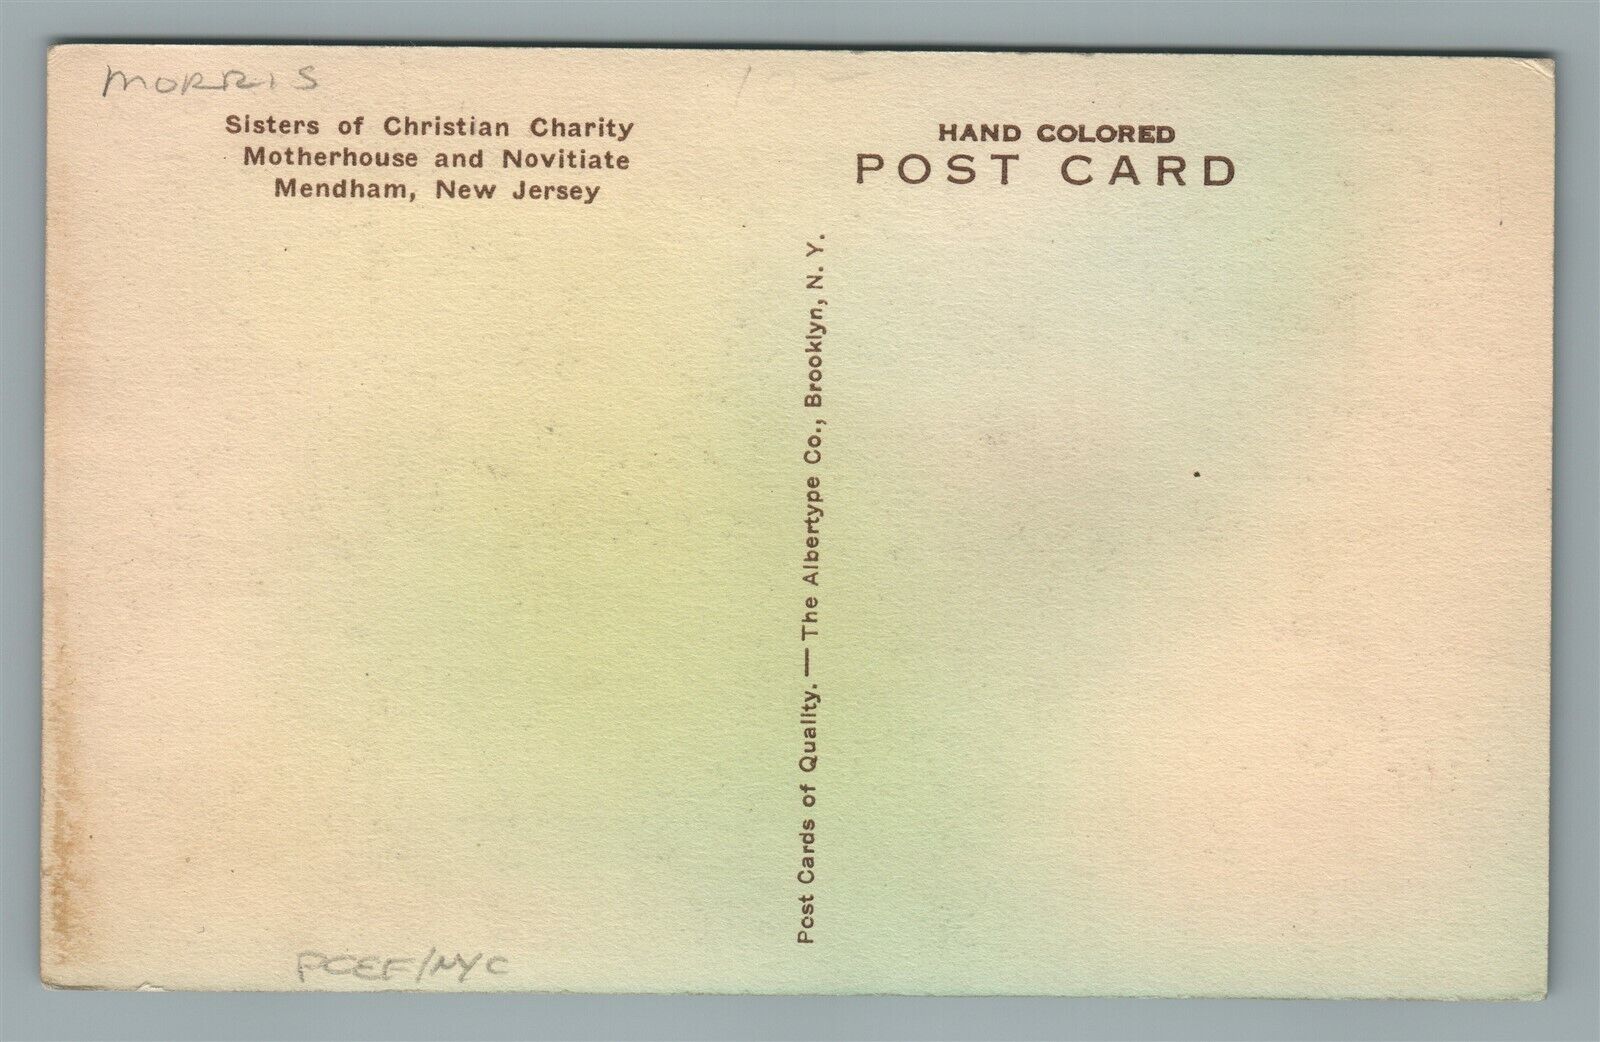 MORRIS
Sisters of Christian Charity
Motherhouse and Novitiate
Mendham, New Jersey
HAND COLORED
POST CARD
Post Cards of Quality. — The Albertype Co., Brooklyn, N. Y.
PCEF/NYC